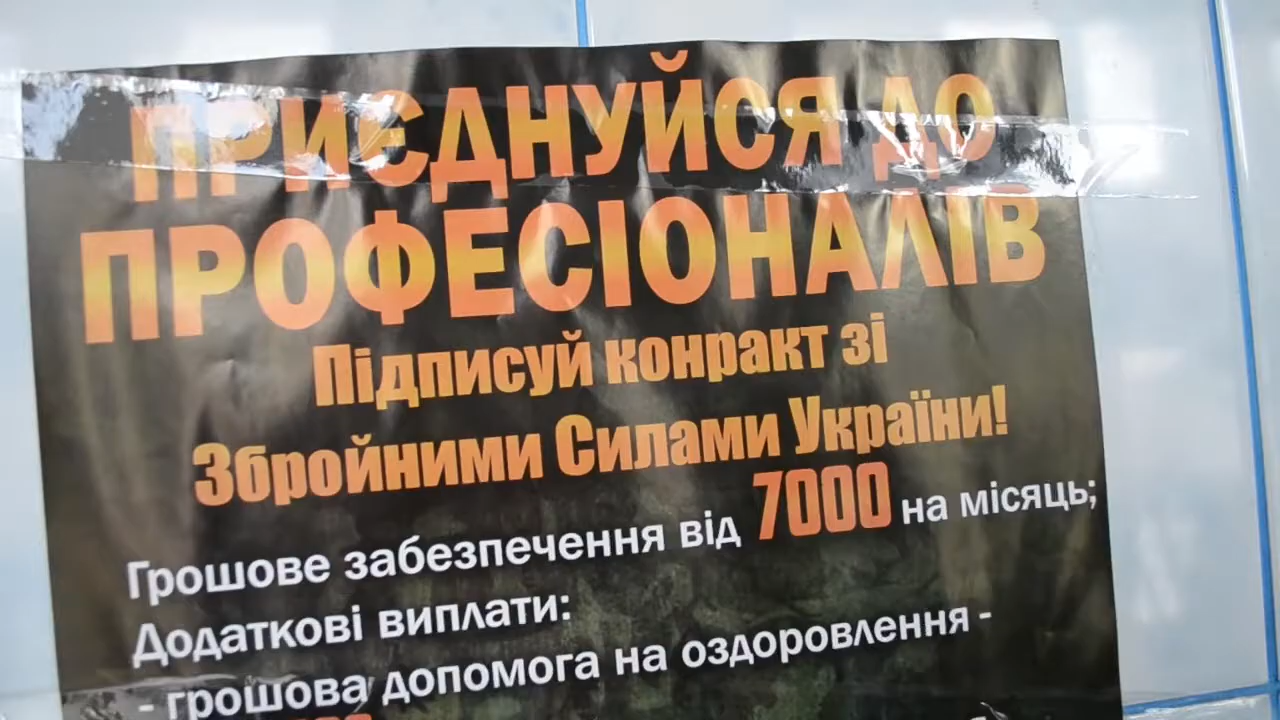 ПРИЄДНУЙСЯ ДО
ПРОФЕСІОНАЛІВ
Підписуй конракт зі
Збройними Силами України!
Грошове забезпечення від 7000 на місяць;
Додаткові виплати:
- грошова допомога на оздоровлення -